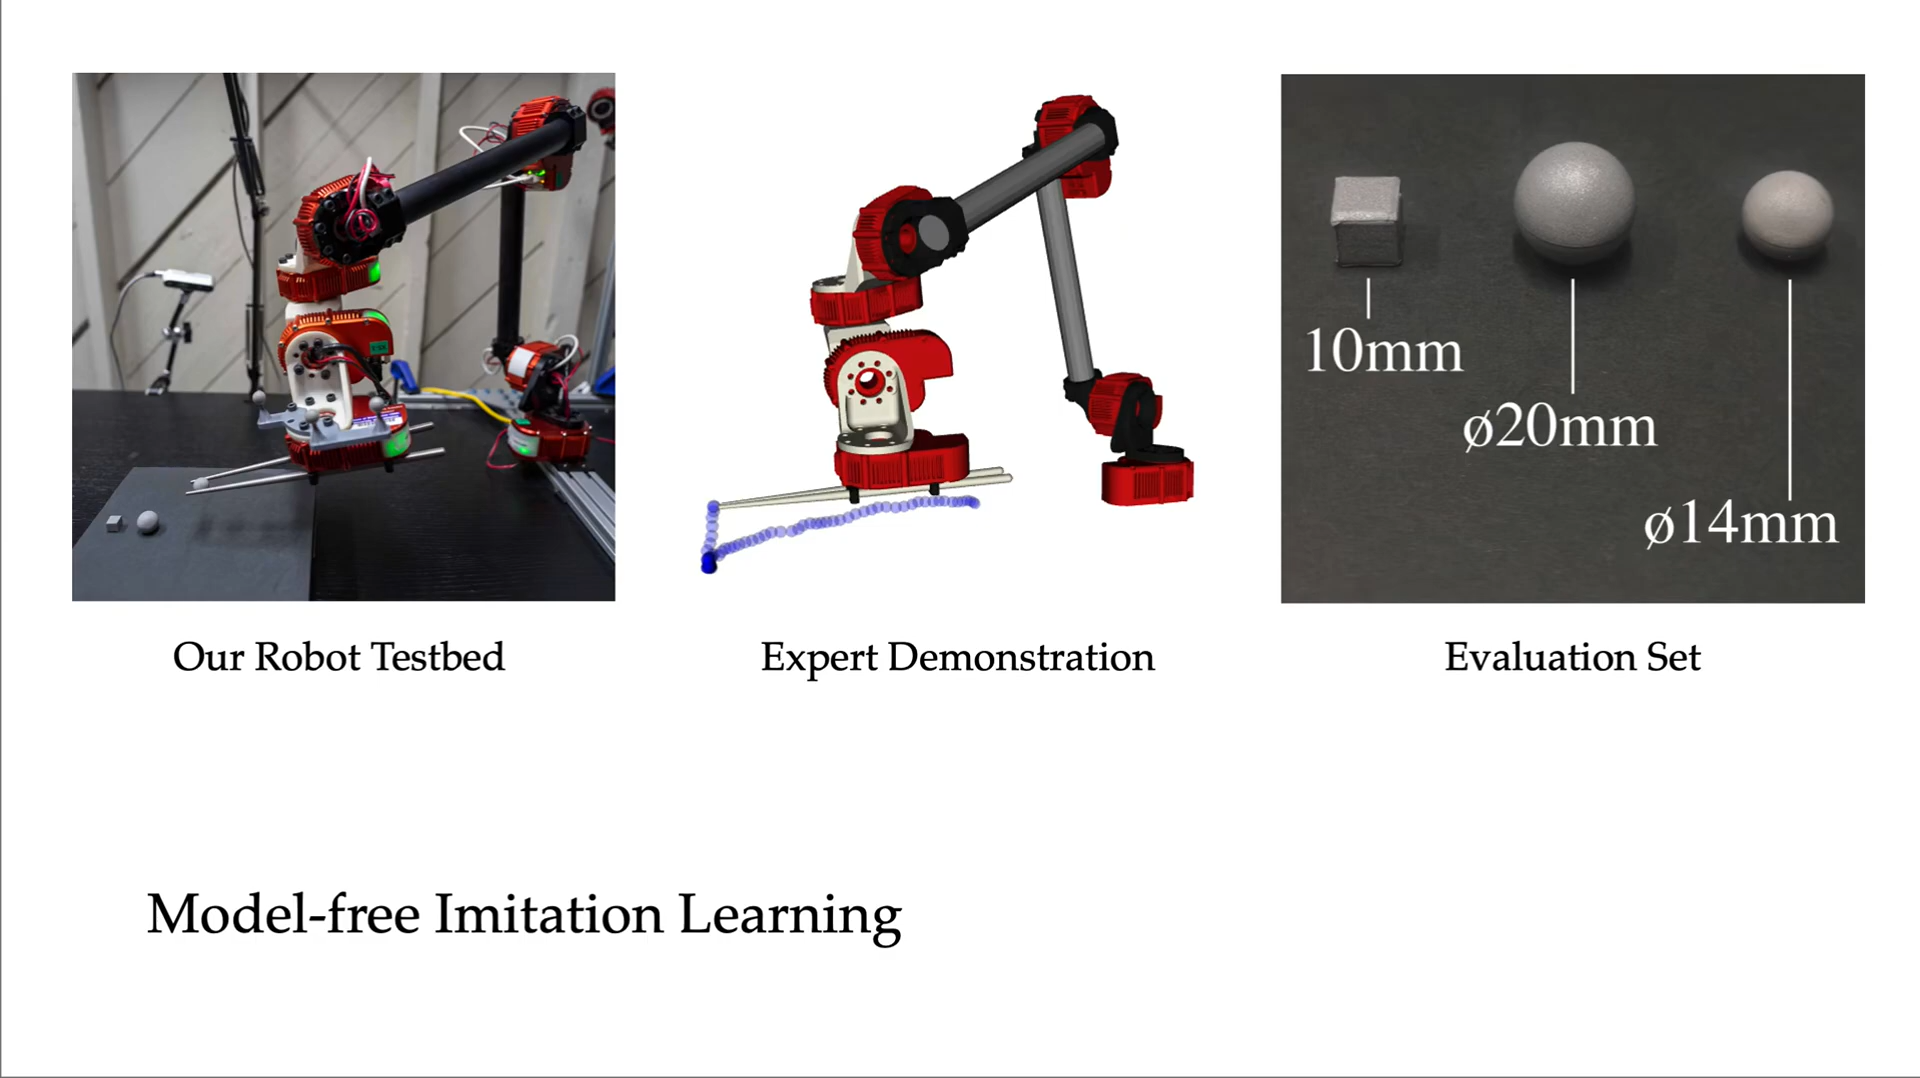 10mm
ø20mm
ø14mm
Our Robot Testbed
Expert Demonstration
Evaluation Set
Model-free Imitation Learning